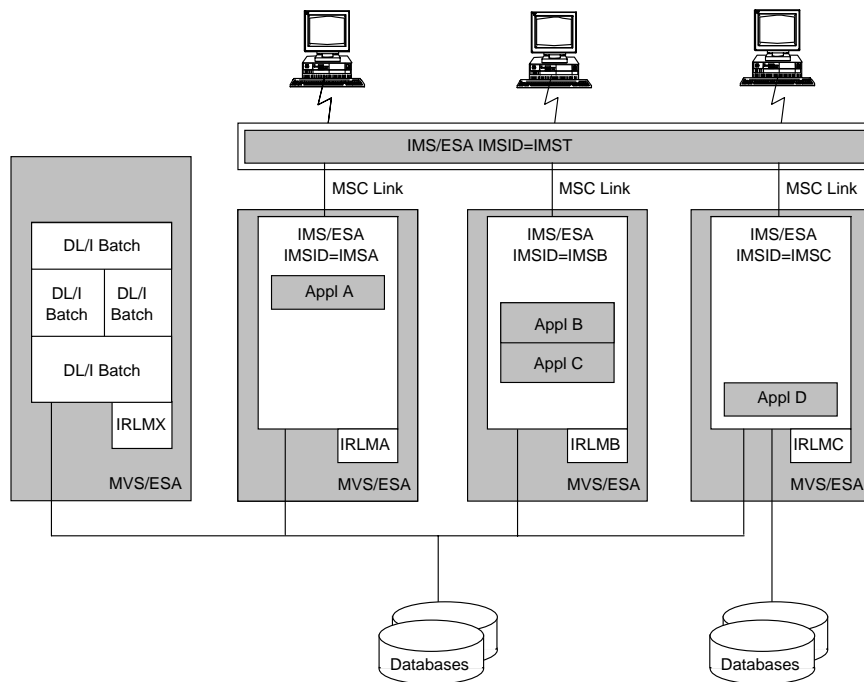 IMS/ESA IMSID=IMST
MSC Link
MSC Link
MSC Link
DL/I Batch
DL/I
Batch
DL/I
Batch
DL/I Batch
IRLMX
MVS/ESA
IMS/ESA
IMSID=IMSA
Appl A
IRLMA
MVS/ESA
IMS/ESA
IMSID=IMSB
Appl B
Appl C
IRLMB
MVS/ESA
IMS/ESA
IMSID=IMSC
Appl D
IRLMC
MVS/ESA
Databases
Databases